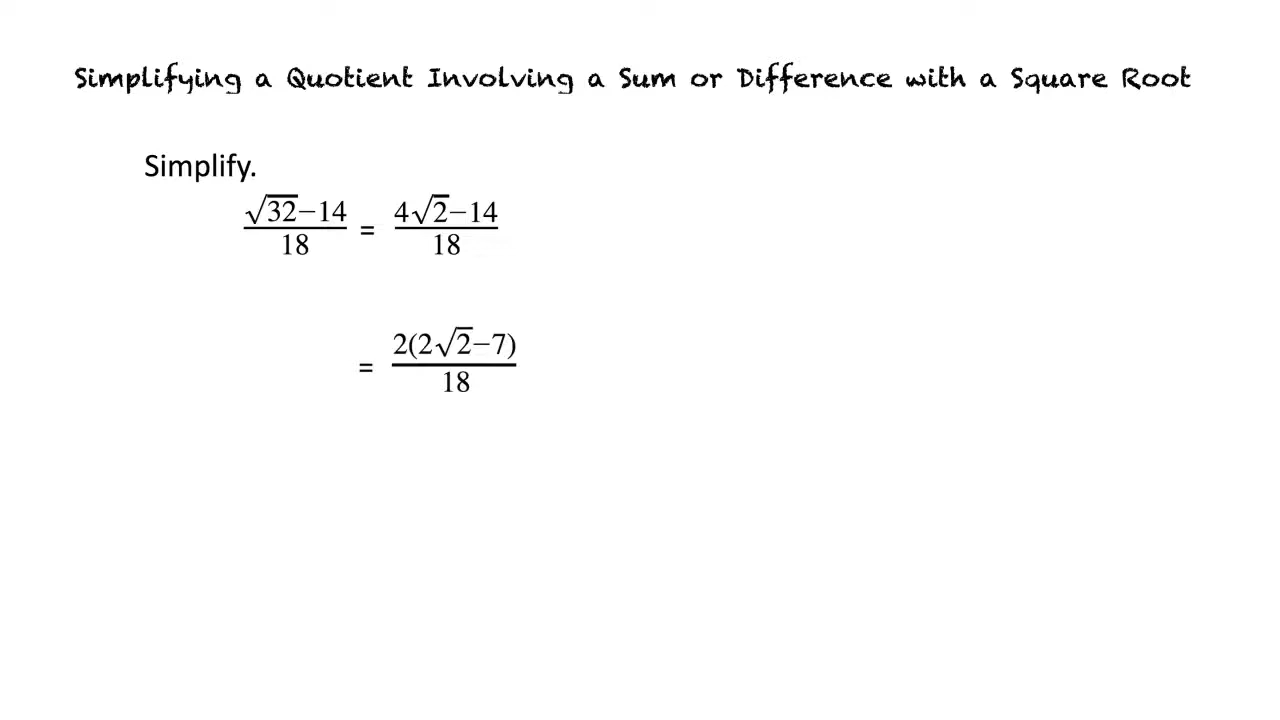 Simplifying a Quotient Involving a Sum or Difference with a Square Root
Simplify.
(√32−14)/18 = (4√2−14)/18
= 2(2√2−7)/18